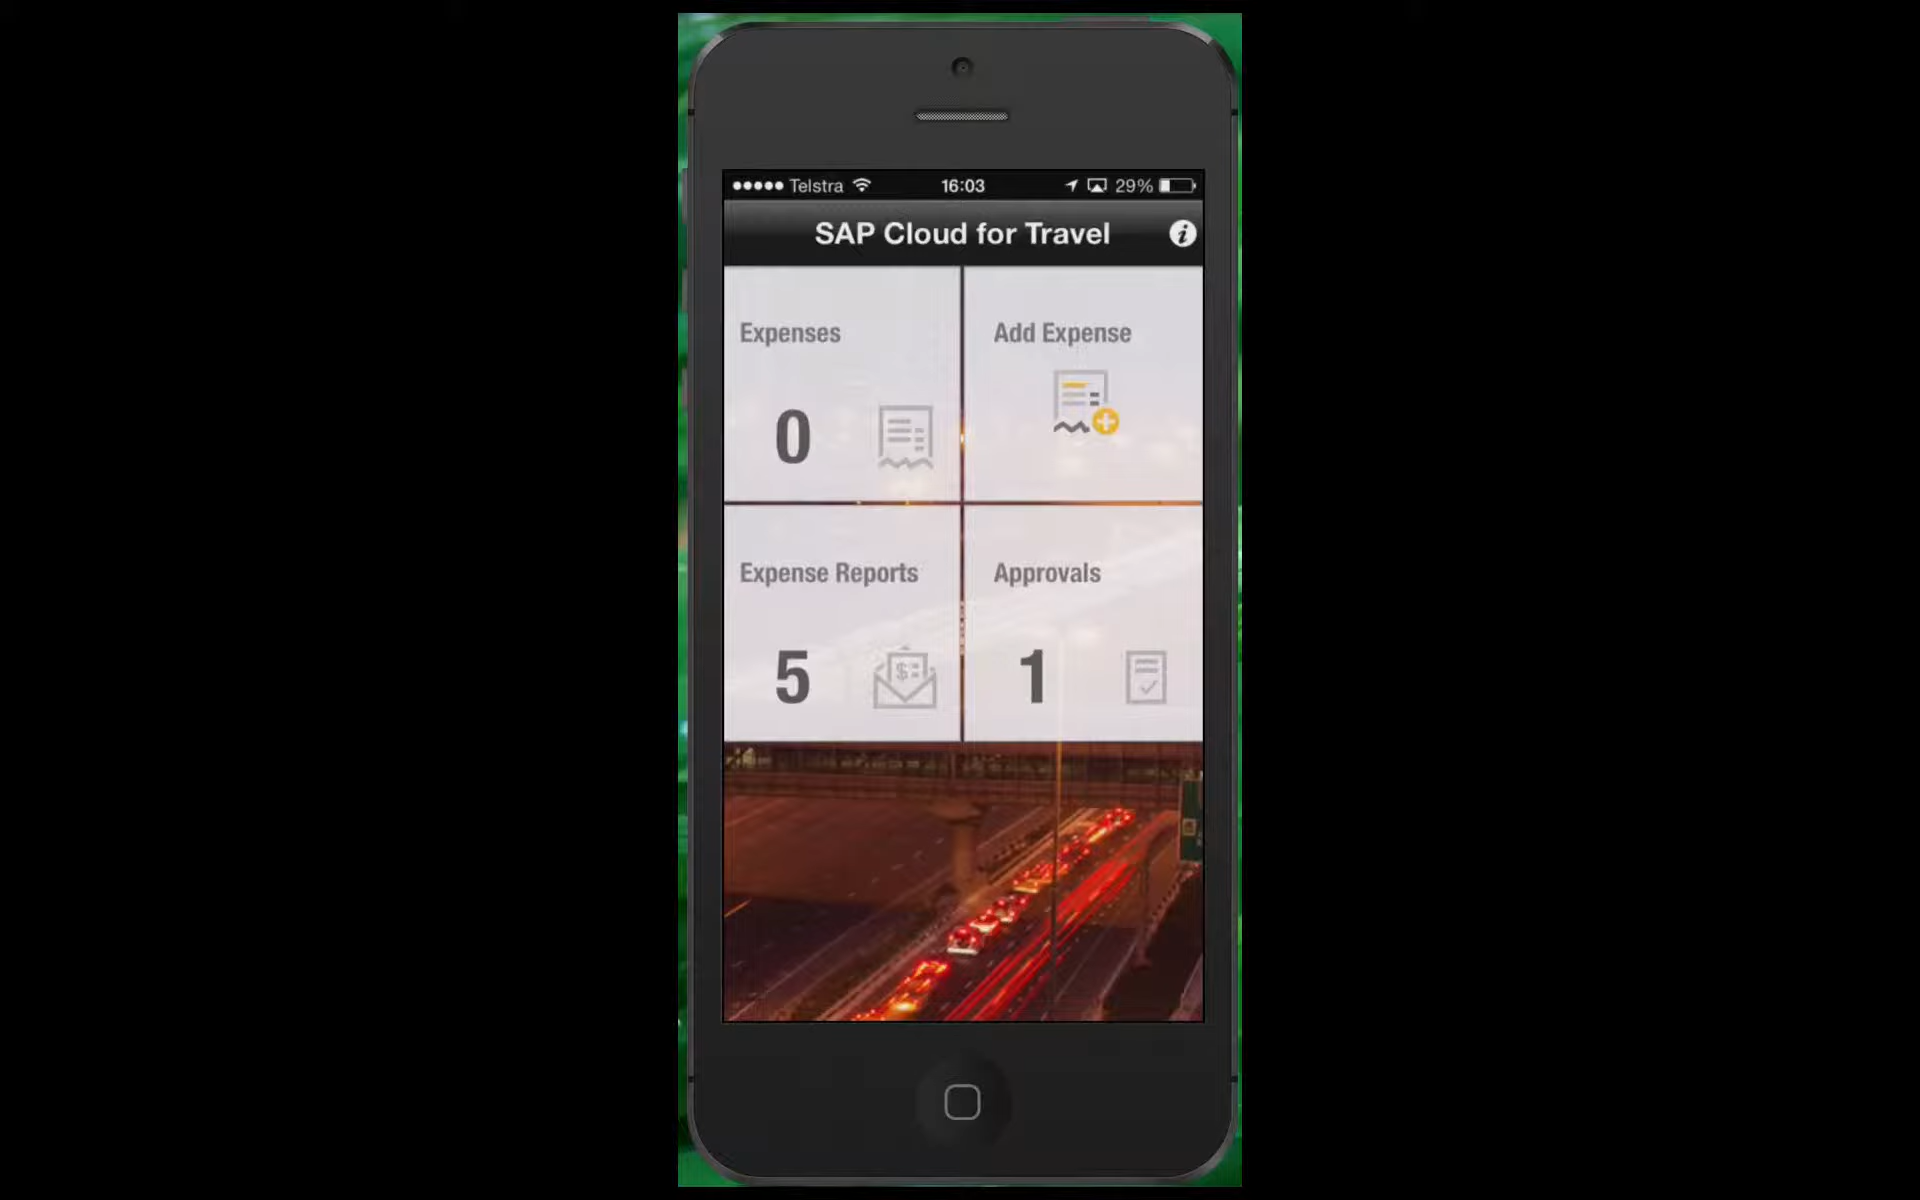 Telstra 16:03 29%
SAP Cloud for Travel
Expenses
0
Add Expense
Expense Reports
5
Approvals
1